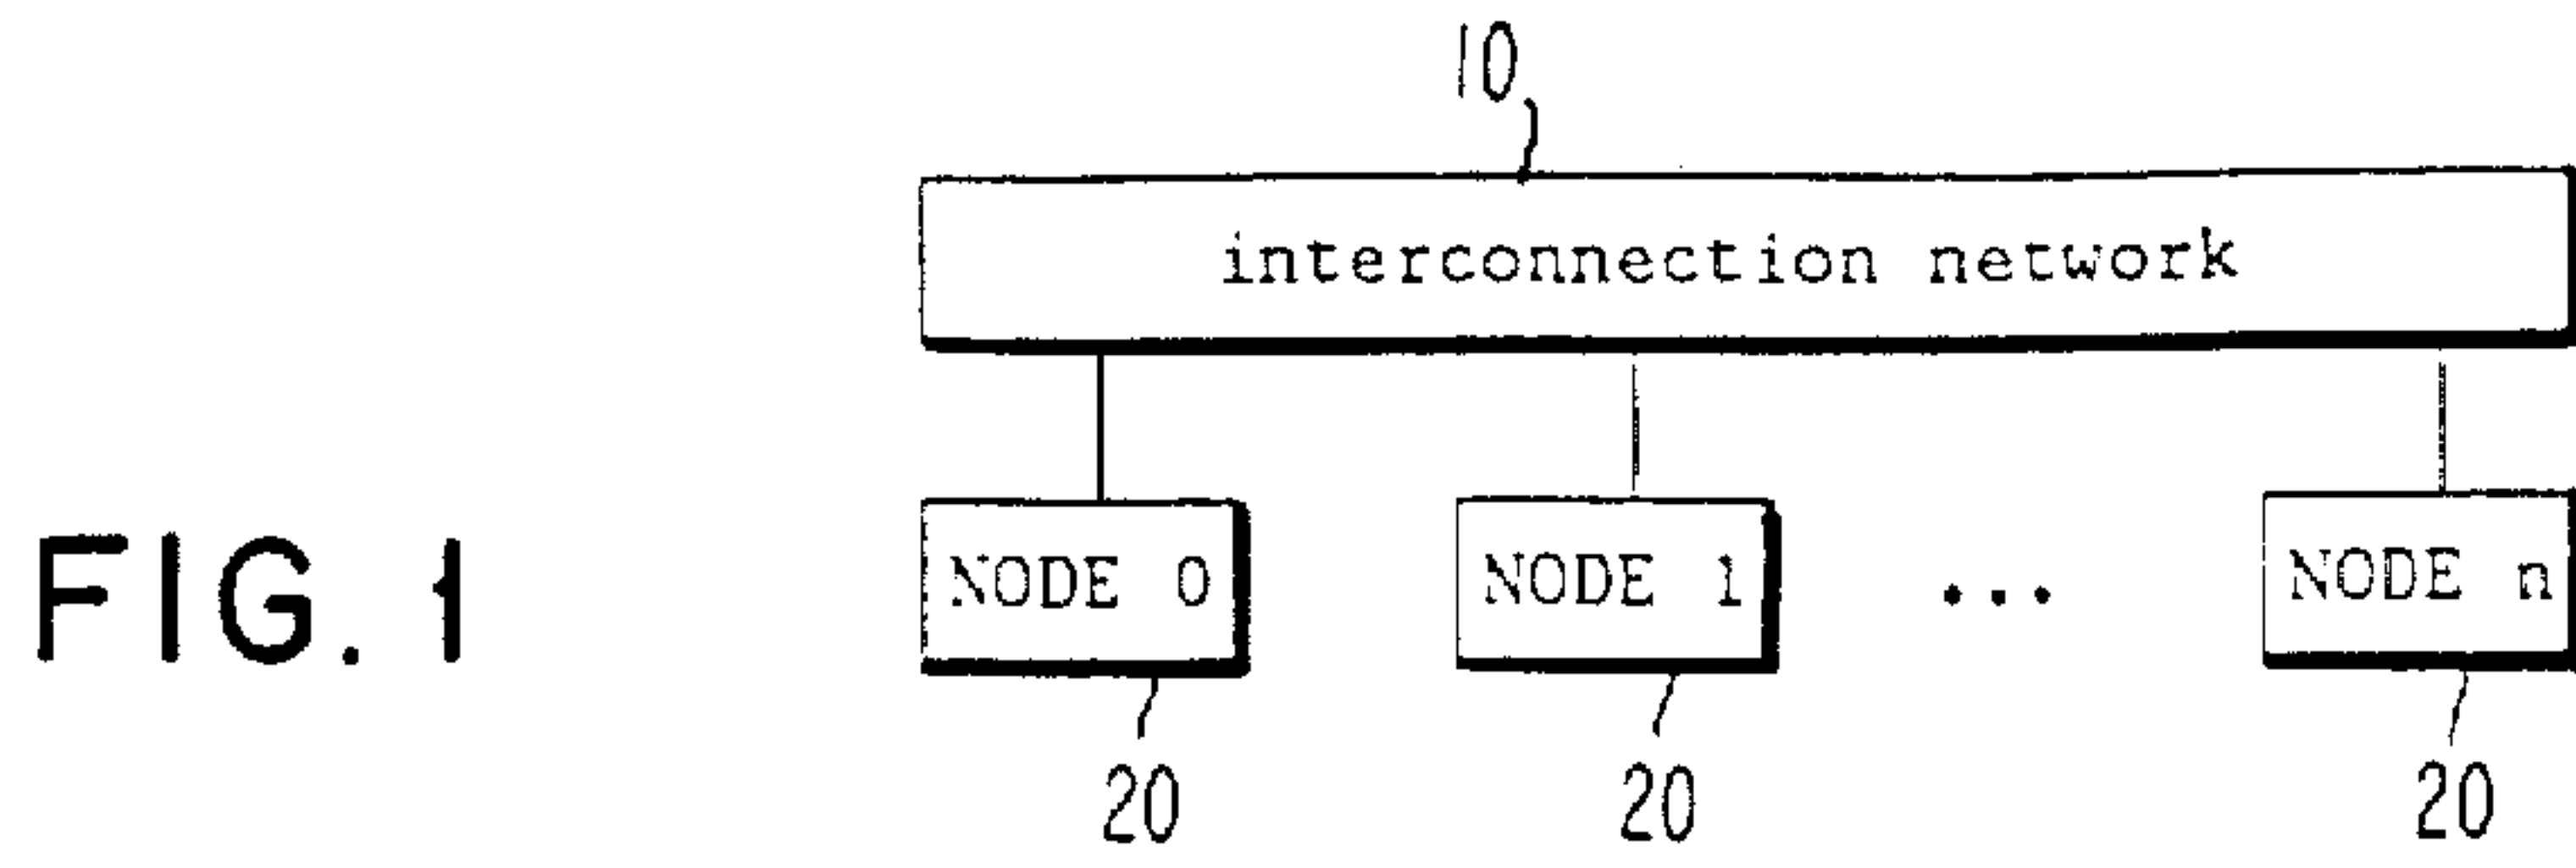 10
interconnection network
NODE 0 NODE 1 ... NODE n
FIG. 1
20 20 20